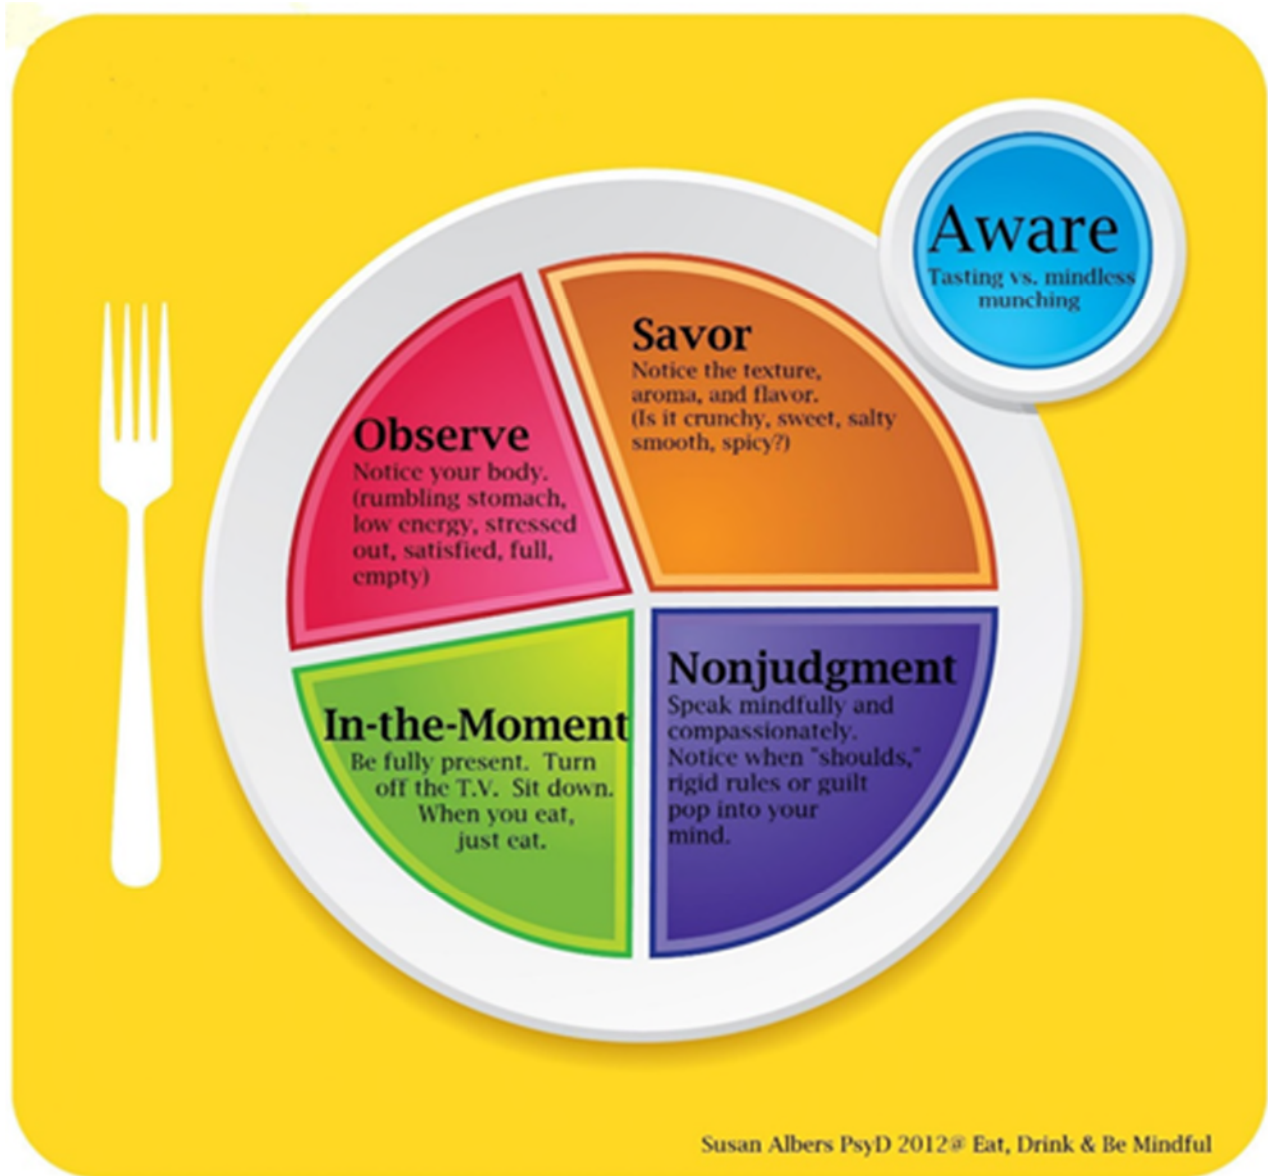 Aware
Tasting vs. mindless
munching
Savor
Notice the texture,
aroma, and flavor.
(Is it crunchy, sweet, salty
smooth, spicy?)
Observe
Notice your body.
(rumbling stomach,
low energy, stressed
out, satisfied, full,
empty)
In-the-Moment
Be fully present. Turn
off the T.V. Sit down.
When you eat,
just eat.
Nonjudgment
Speak mindfully and
compassionately.
Notice when "shoulds,"
rigid rules or guilt
pop into your
mind.
Susan Albers PsyD 2012@ Eat, Drink & Be Mindful